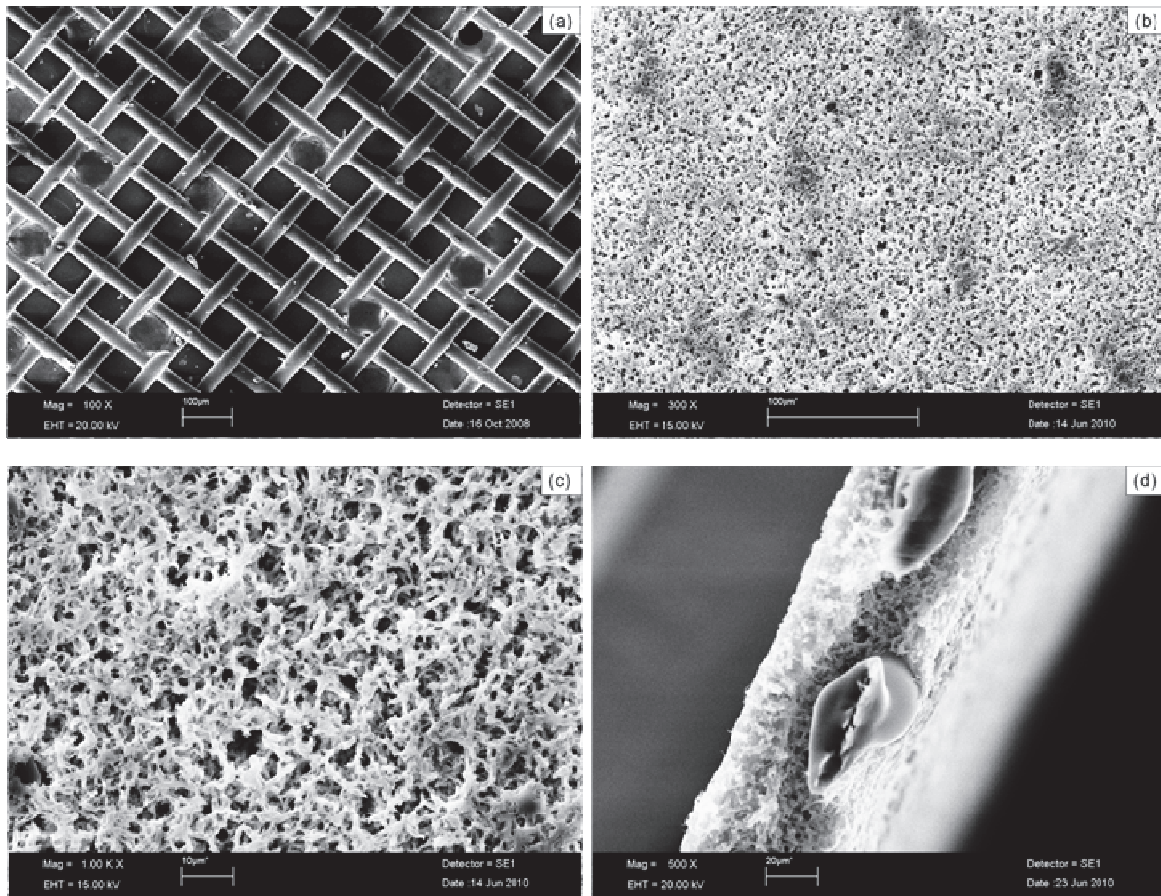 (a)
100µm
Mag = 100 X
Detector = SE1
EHT = 20.00 kV
Date :16 Oct 2008
(b)
100µm*
Mag = 300 X
Detector = SE1
EHT = 15.00 kV
Date :14 Jun 2010
(c)
10µm*
Mag = 1.00 K X
Detector = SE1
EHT = 15.00 kV
Date :14 Jun 2010
(d)
20µm*
Mag = 500 X
Detector = SE1
EHT = 20.00 kV
Date :23 Jun 2010